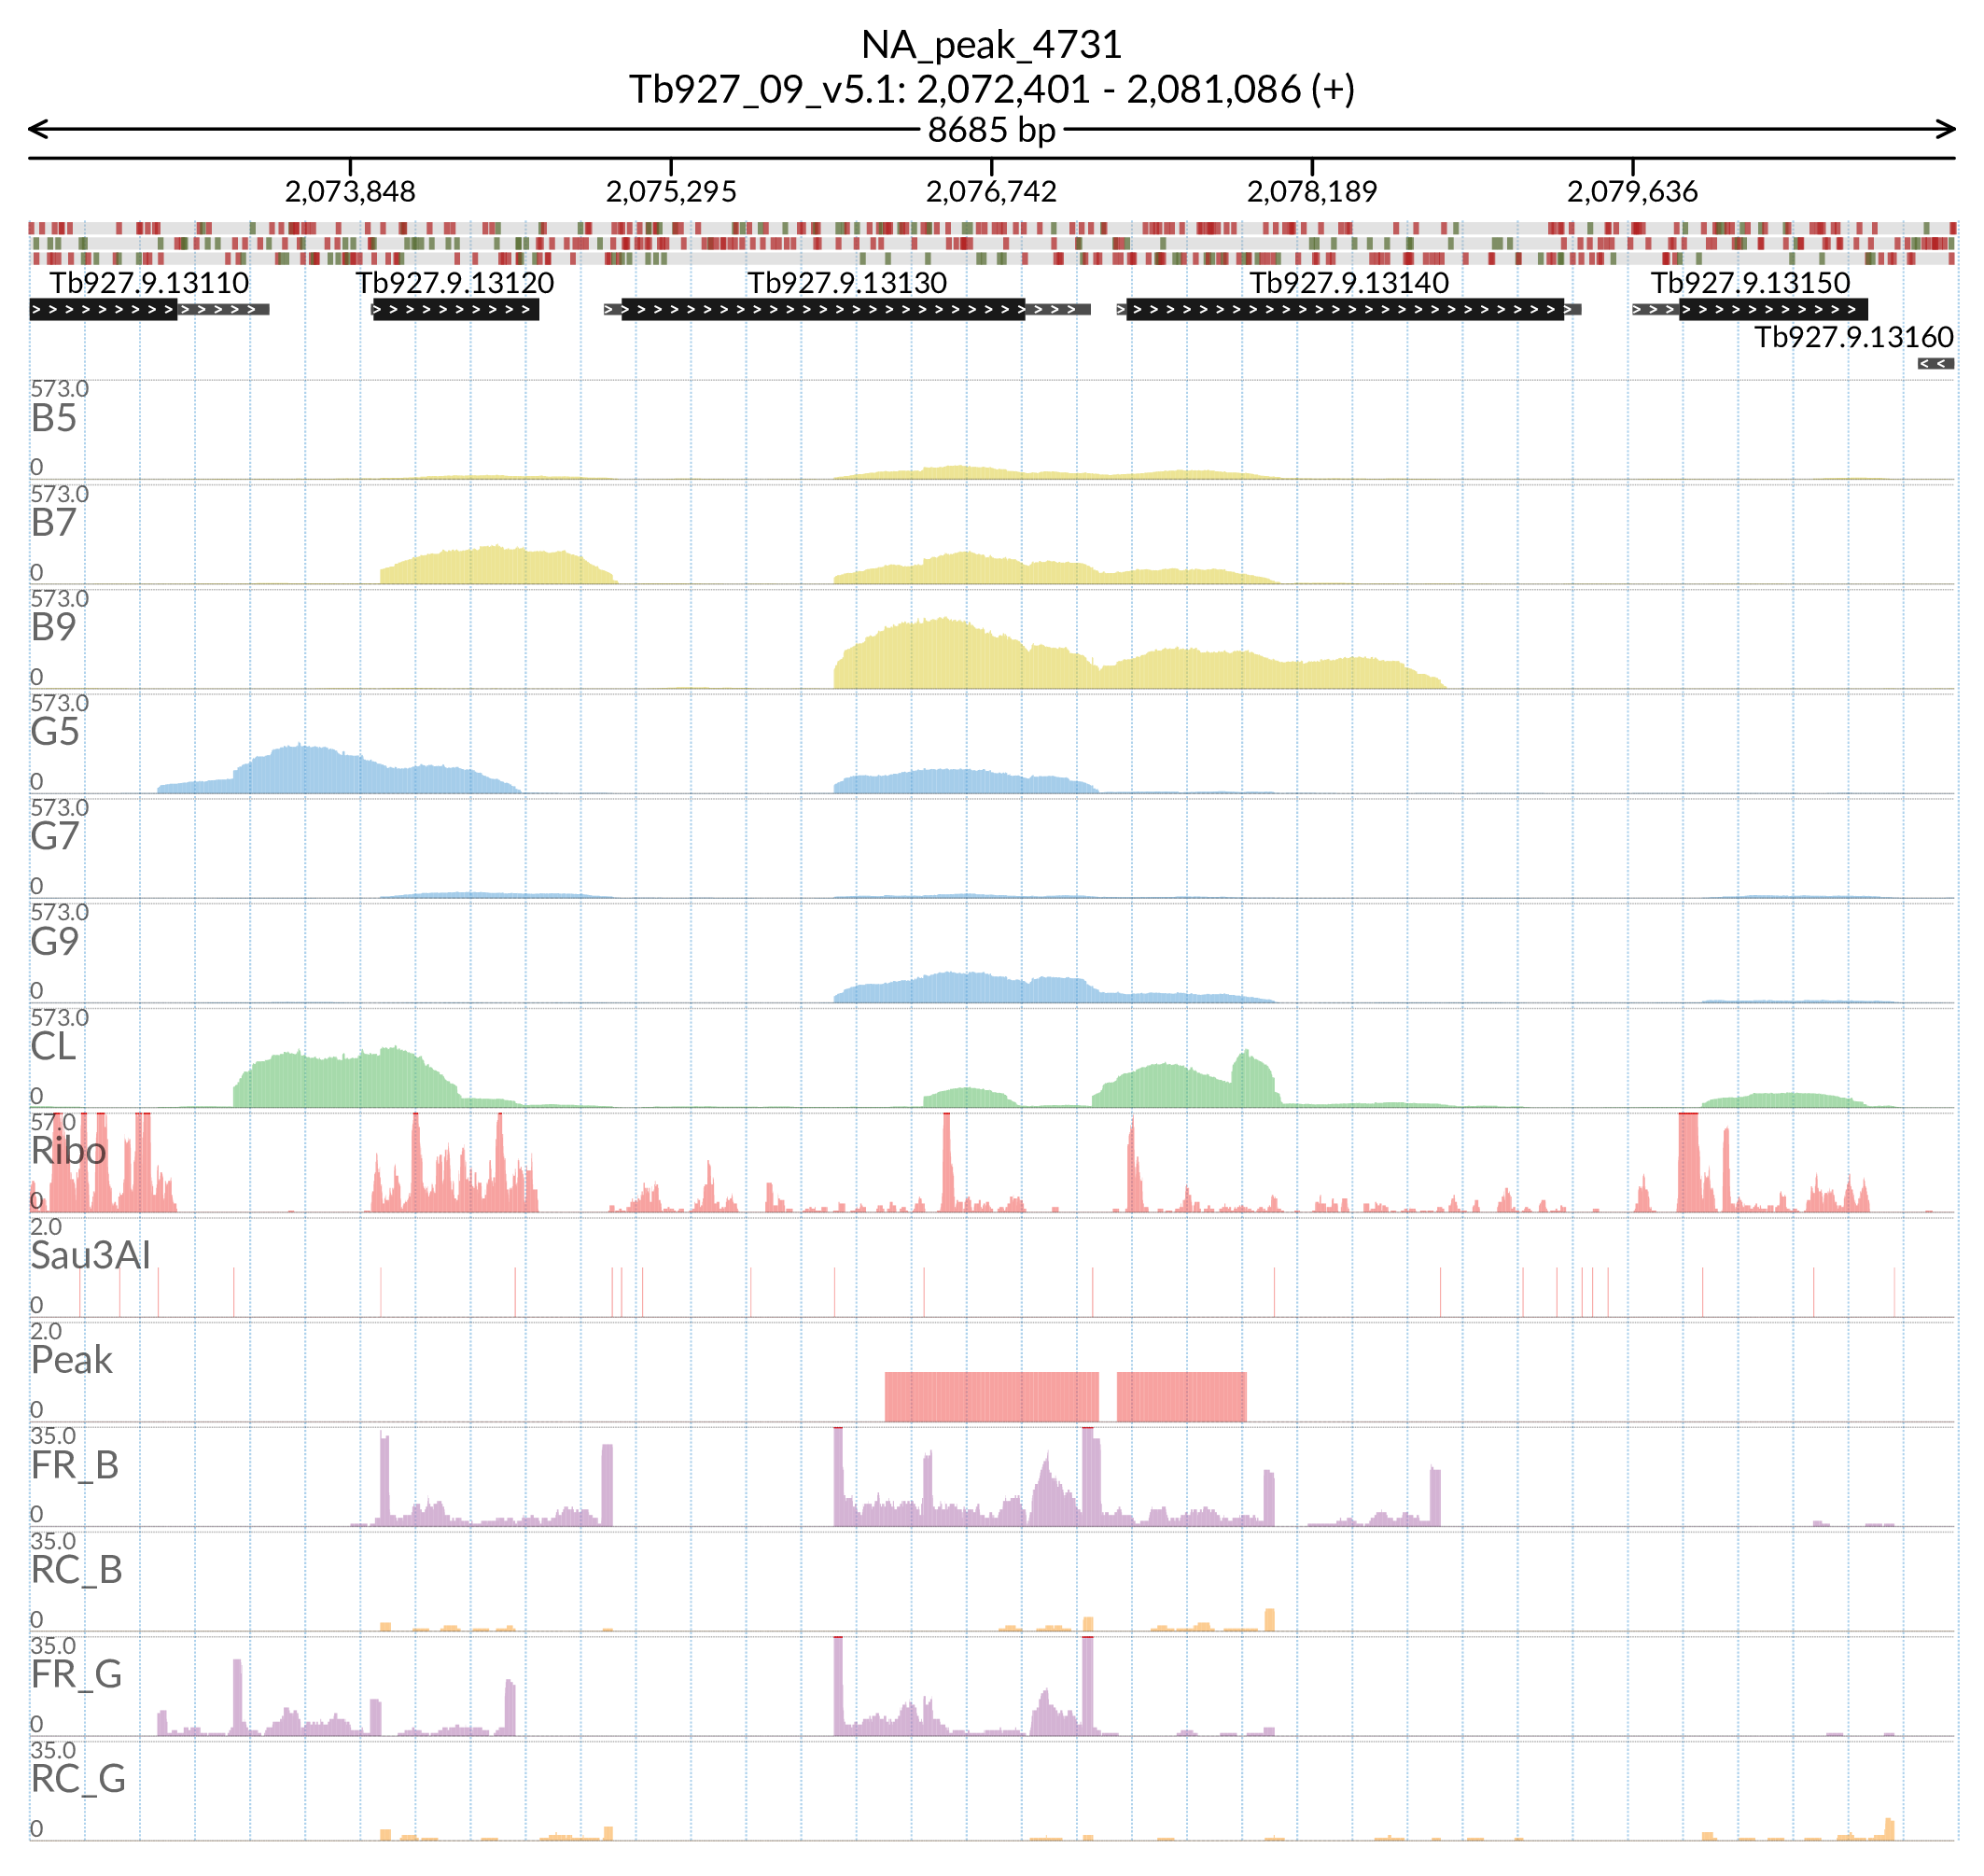 NA_peak_4731
Tb927_09_v5.1: 2,072,401 - 2,081,086 (+)
8685 bp
2,073,848 2,075,295 2,076,742 2,078,189 2,079,636
Tb927.9.13110 Tb927.9.13120 Tb927.9.13130 Tb927.9.13140 Tb927.9.13150
Tb927.9.13160
573.0
B5
0
573.0
B7
0
573.0
B9
0
573.0
G5
0
573.0
G7
0
573.0
G9
0
573.0
CL
0
57.0
Ribo
0
2.0
Sau3AI
0
2.0
Peak
0
35.0
FR_B
0
35.0
RC_B
0
35.0
FR_G
0
35.0
RC_G
0